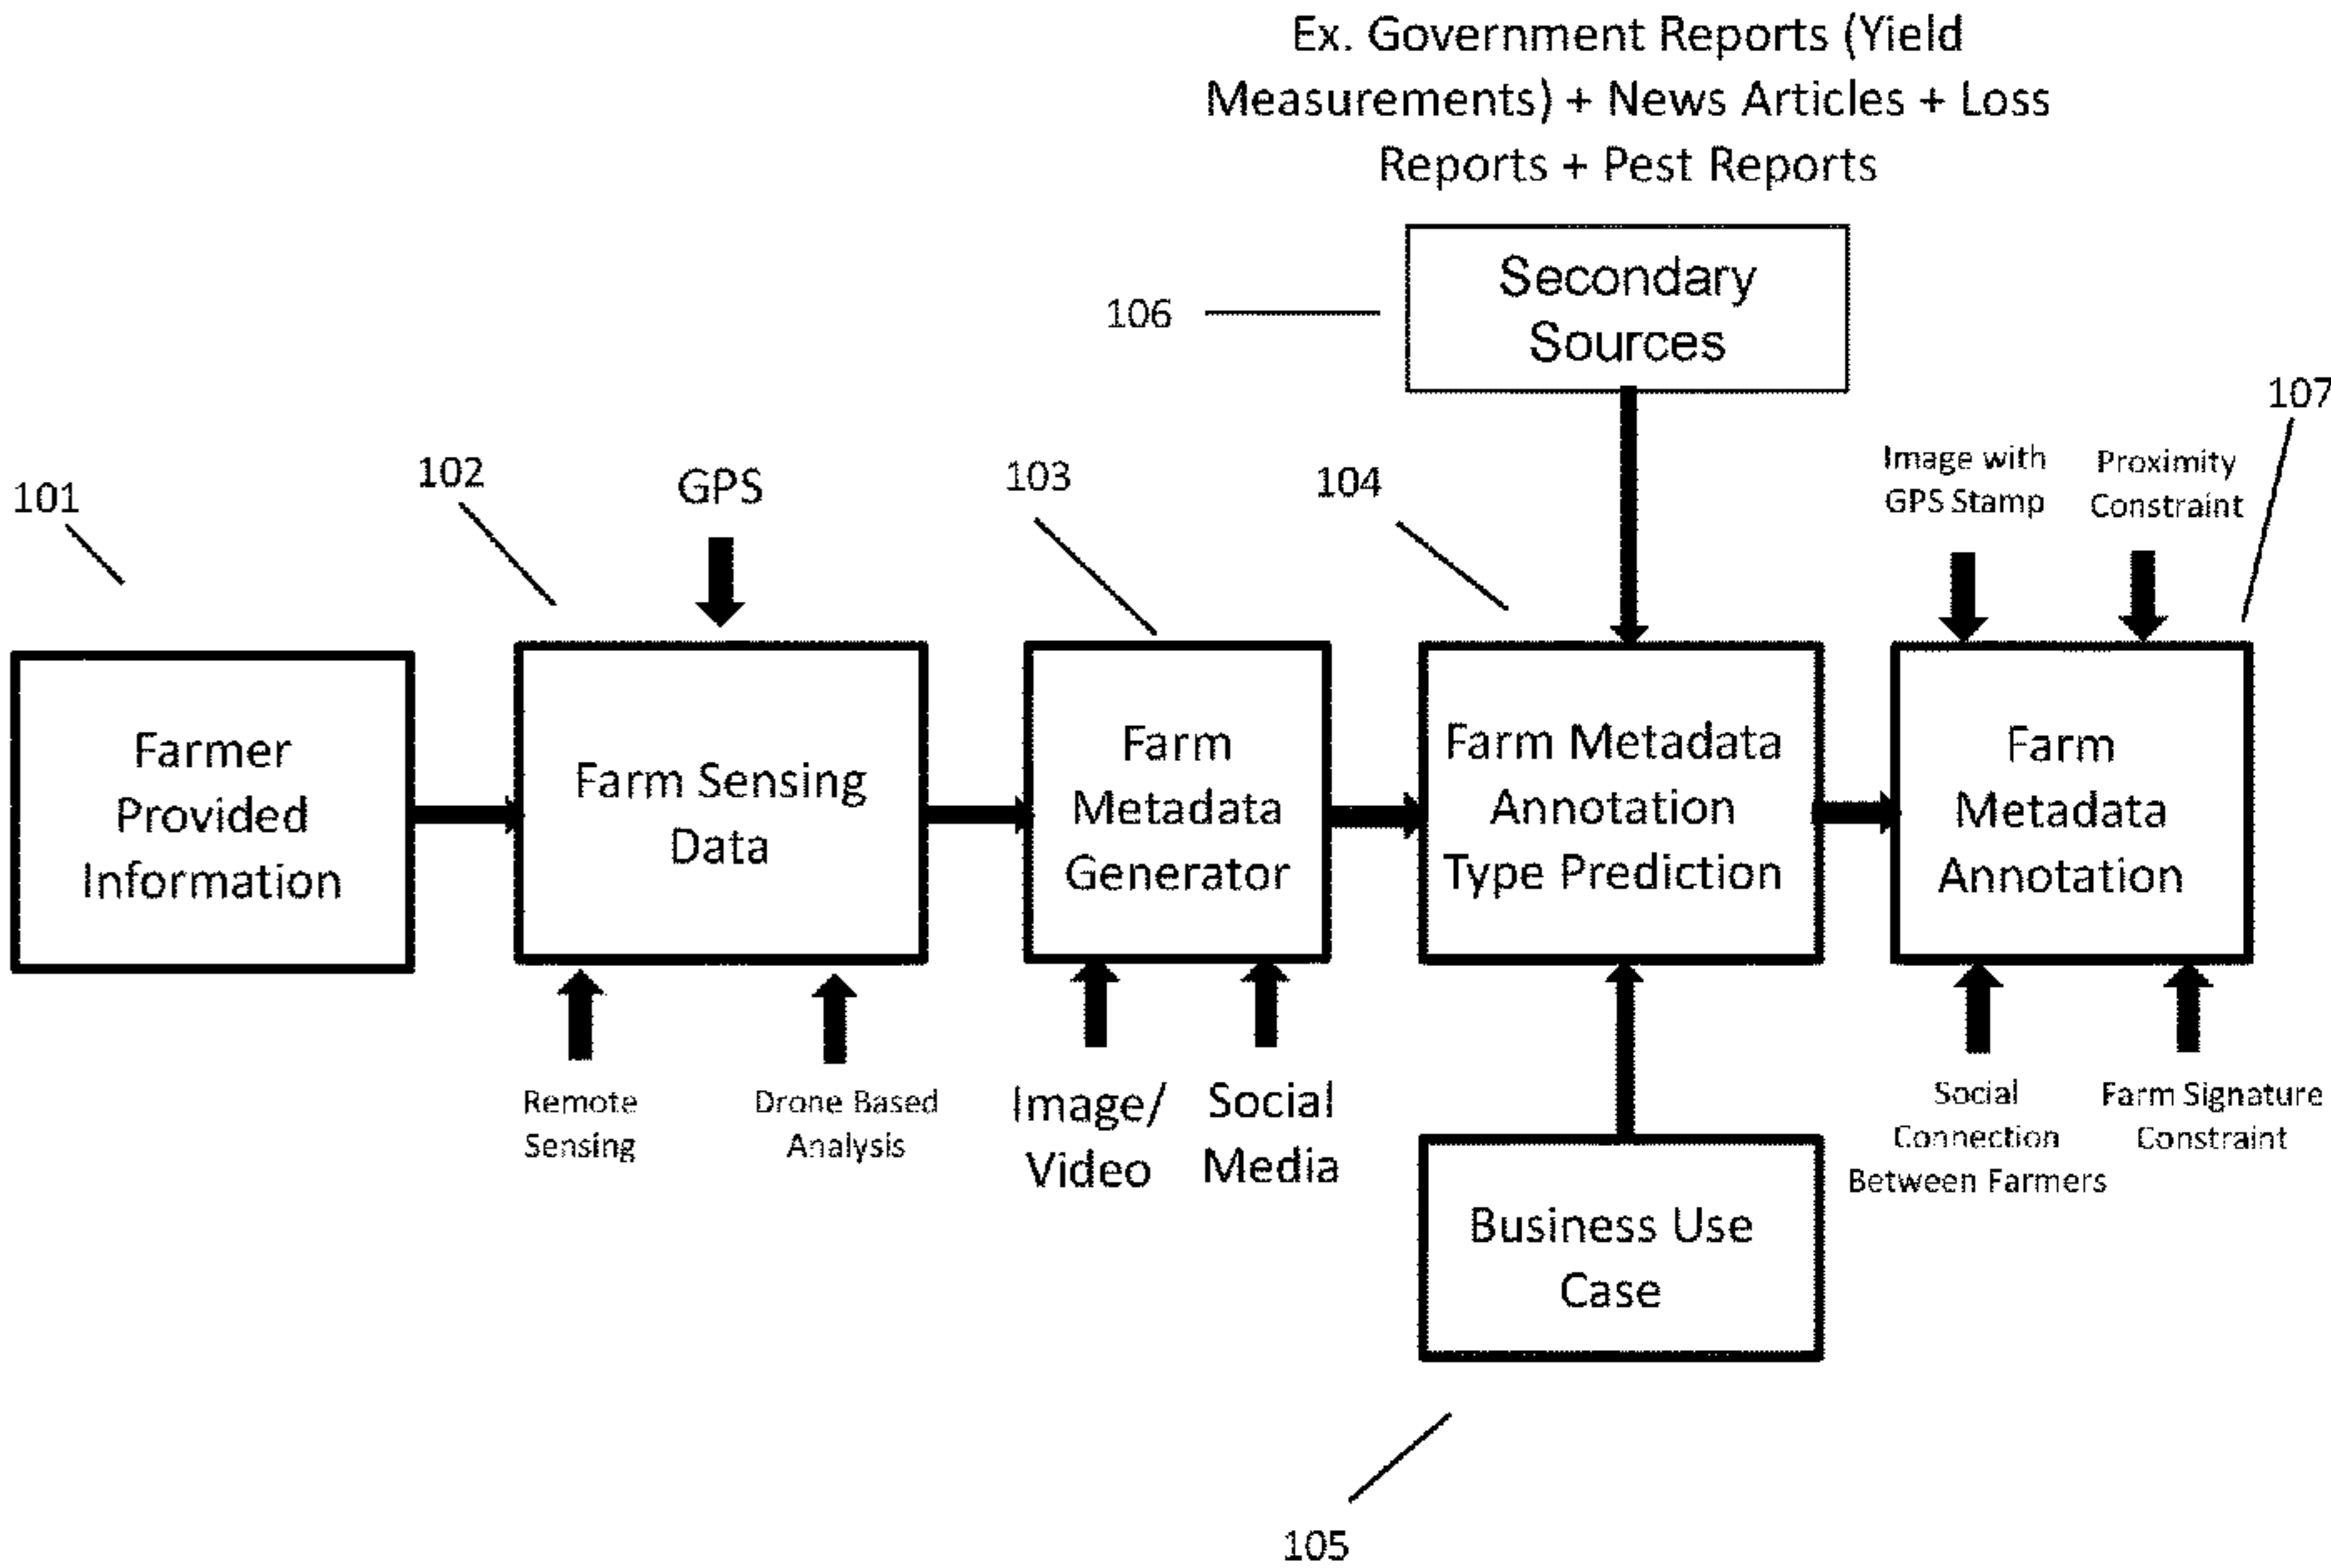 Ex. Government Reports (Yield
Measurements) + News Articles + Loss
Reports + Pest Reports
Secondary
Sources
106
107
101
102
GPS
103
104
Image with
GPS Stamp
Proximity
Constraint
Farmer
Provided
Information
Farm Sensing
Data
Farm
Metadata
Generator
Farm Metadata
Annotation
Type Prediction
Farm
Metadata
Annotation
Remote
Sensing
Drone Based
Analysis
Image/
Video
Social
Media
Business Use
Case
Social
Connection
Between Farmers
Farm Signature
Constraint
105